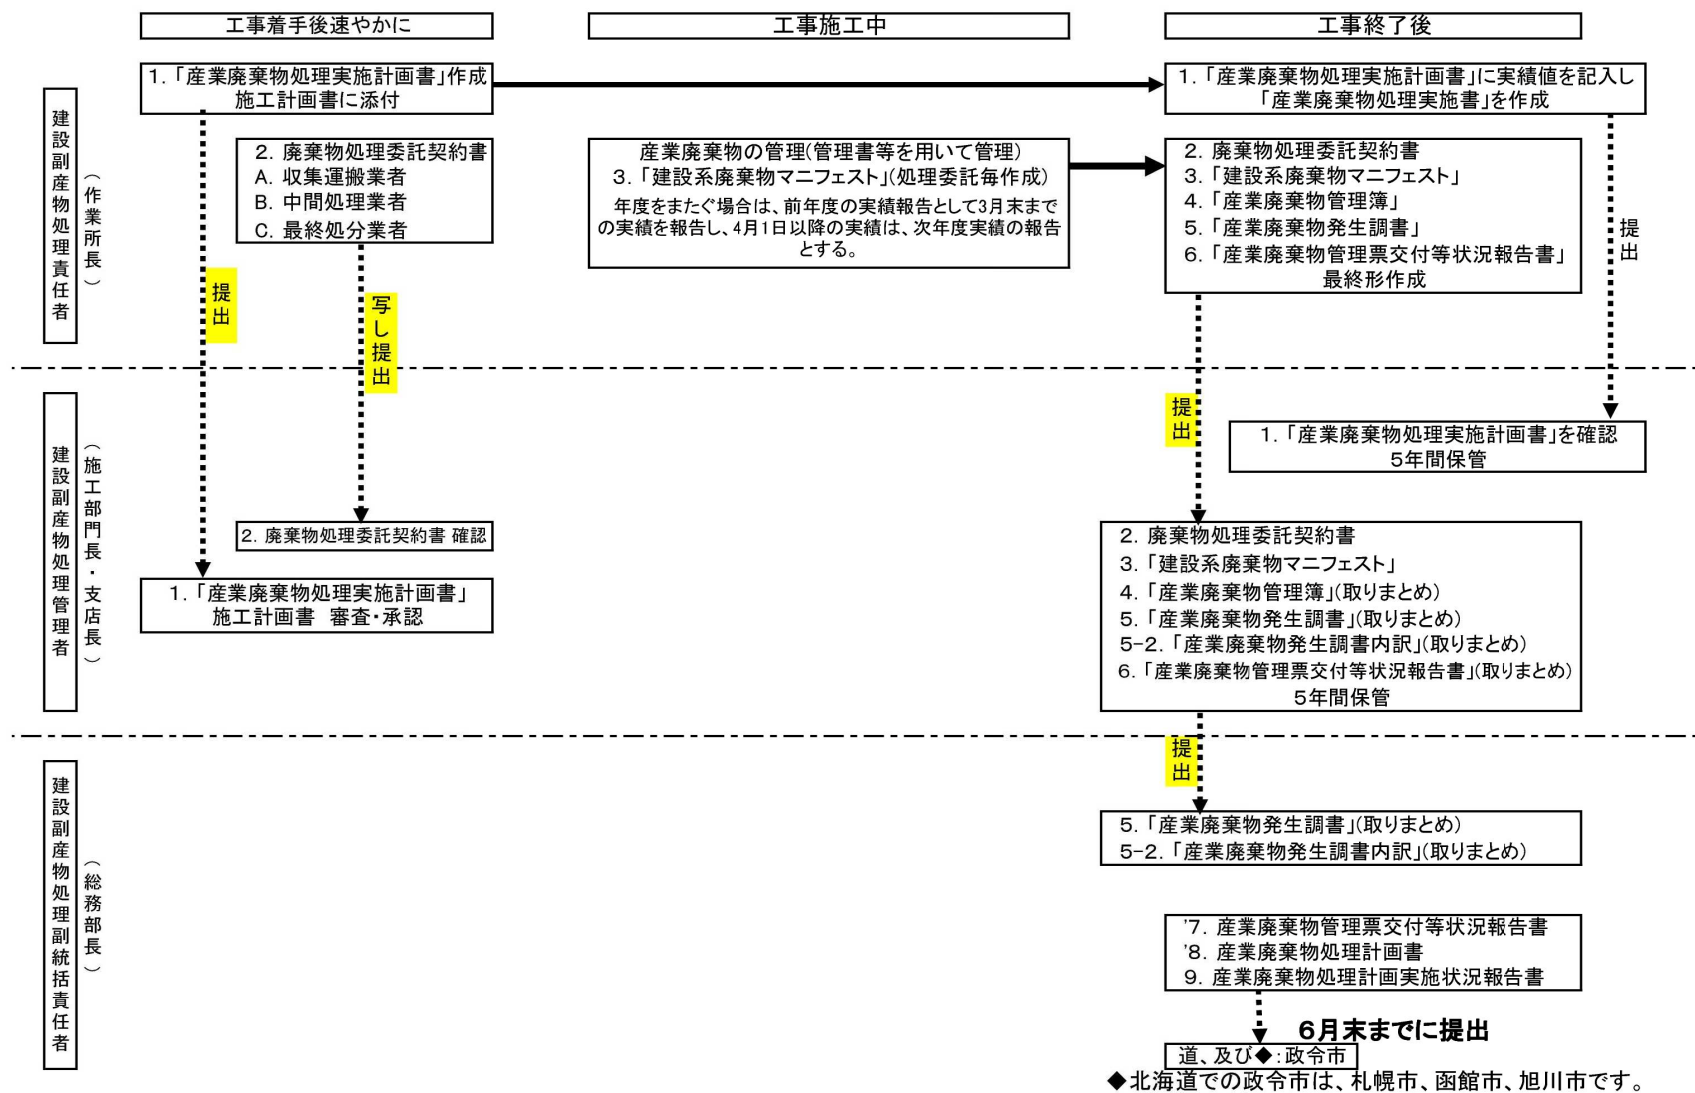 工事着手後速やかに
工事施工中
工事終了後
建設副産物処理責任者
（作業所長）
1. 「産業廃棄物処理実施計画書」作成
施工計画書に添付
1. 「産業廃棄物処理実施計画書」に実績値を記入し
「産業廃棄物処理実施書」を作成
2. 廃棄物処理委託契約書
A. 収集運搬業者
B. 中間処理業者
C. 最終処分業者
産業廃棄物の管理(管理書等を用いて管理)
3. 「建設系廃棄物マニフェスト」(処理委託毎作成)
年度をまたぐ場合は、前年度の実績報告として3月末まで
の実績を報告し、4月1日以降の実績は、次年度実績の報告
とする。
2. 廃棄物処理委託契約書
3. 「建設系廃棄物マニフェスト」
4. 「産業廃棄物管理簿」
5. 「産業廃棄物発生調書」
6. 「産業廃棄物管理票交付等状況報告書」
最終形作成
提出
提出
写し提出
提出
建設副産物処理管理者
（施工部門長・支店長）
1. 「産業廃棄物処理実施計画書」を確認
5年間保管
2. 廃棄物処理委託契約書 確認
1. 「産業廃棄物処理実施計画書」
施工計画書 審査・承認
2. 廃棄物処理委託契約書
3. 「建設系廃棄物マニフェスト」
4. 「産業廃棄物管理簿」(取りまとめ)
5. 「産業廃棄物発生調書」(取りまとめ)
5-2. 「産業廃棄物発生調書内訳」(取りまとめ)
6. 「産業廃棄物管理票交付等状況報告書」(取りまとめ)
5年間保管
提出
建設副産物処理副統括責任者
（総務部長）
5. 「産業廃棄物発生調書」(取りまとめ)
5-2. 「産業廃棄物発生調書内訳」(取りまとめ)
'7. 産業廃棄物管理票交付等状況報告書
'8. 産業廃棄物処理計画書
9. 産業廃棄物処理計画実施状況報告書
6月末までに提出
道、及び◆:政令市
◆北海道での政令市は、札幌市、函館市、旭川市です。